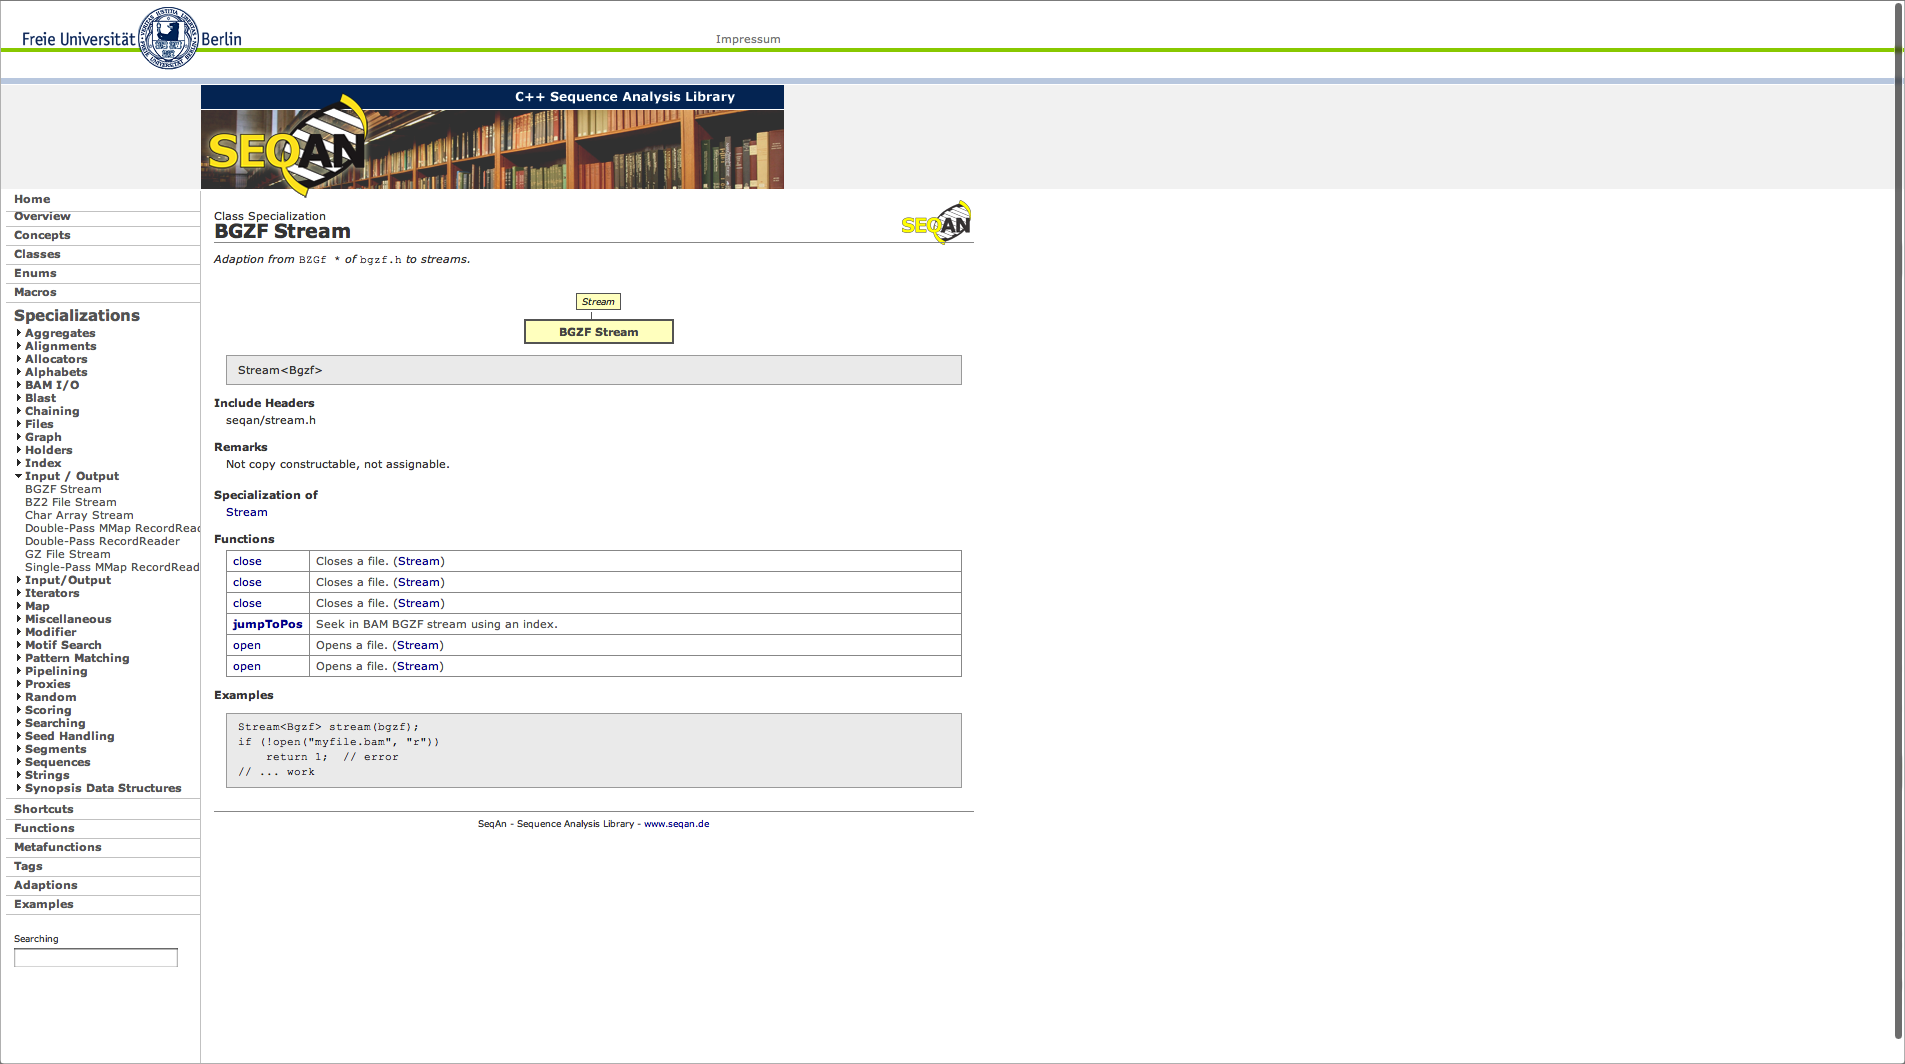 Freie Universität Berlin
Impressum
C++ Sequence Analysis Library
SEQAN
Home
Overview
Concepts
Classes
Enums
Macros
Specializations
Aggregates
Alignments
Allocators
Alphabets
BAM I/O
Blast
Chaining
Files
Graph
Holders
Index
Input / Output
BGZF Stream
BZ2 File Stream
Char Array Stream
Double-Pass MMap RecordReac
Double-Pass RecordReader
GZ File Stream
Single-Pass MMap RecordRead
Input/Output
Iterators
Map
Miscellaneous
Modifier
Motif Search
Pattern Matching
Pipelining
Proxies
Random
Scoring
Searching
Seed Handling
Segments
Sequences
Strings
Synopsis Data Structures
Shortcuts
Functions
Metafunctions
Tags
Adaptions
Examples
Searching
Class Specialization
BGZF Stream
SEQAN
Adaption from BZGf * of bgzf.h to streams.
Stream
BGZF Stream
Stream<Bgzf>
Include Headers
seqan/stream.h
Remarks
Not copy constructable, not assignable.
Specialization of
Stream
Functions
close Closes a file. (Stream)
close Closes a file. (Stream)
close Closes a file. (Stream)
jumpToPos Seek in BAM BGZF stream using an index.
open Opens a file. (Stream)
open Opens a file. (Stream)
Examples
Stream<Bgzf> stream(bgzf);
if (!open("myfile.bam", "r"))
    return 1;  // error
// ... work
SeqAn - Sequence Analysis Library - www.seqan.de